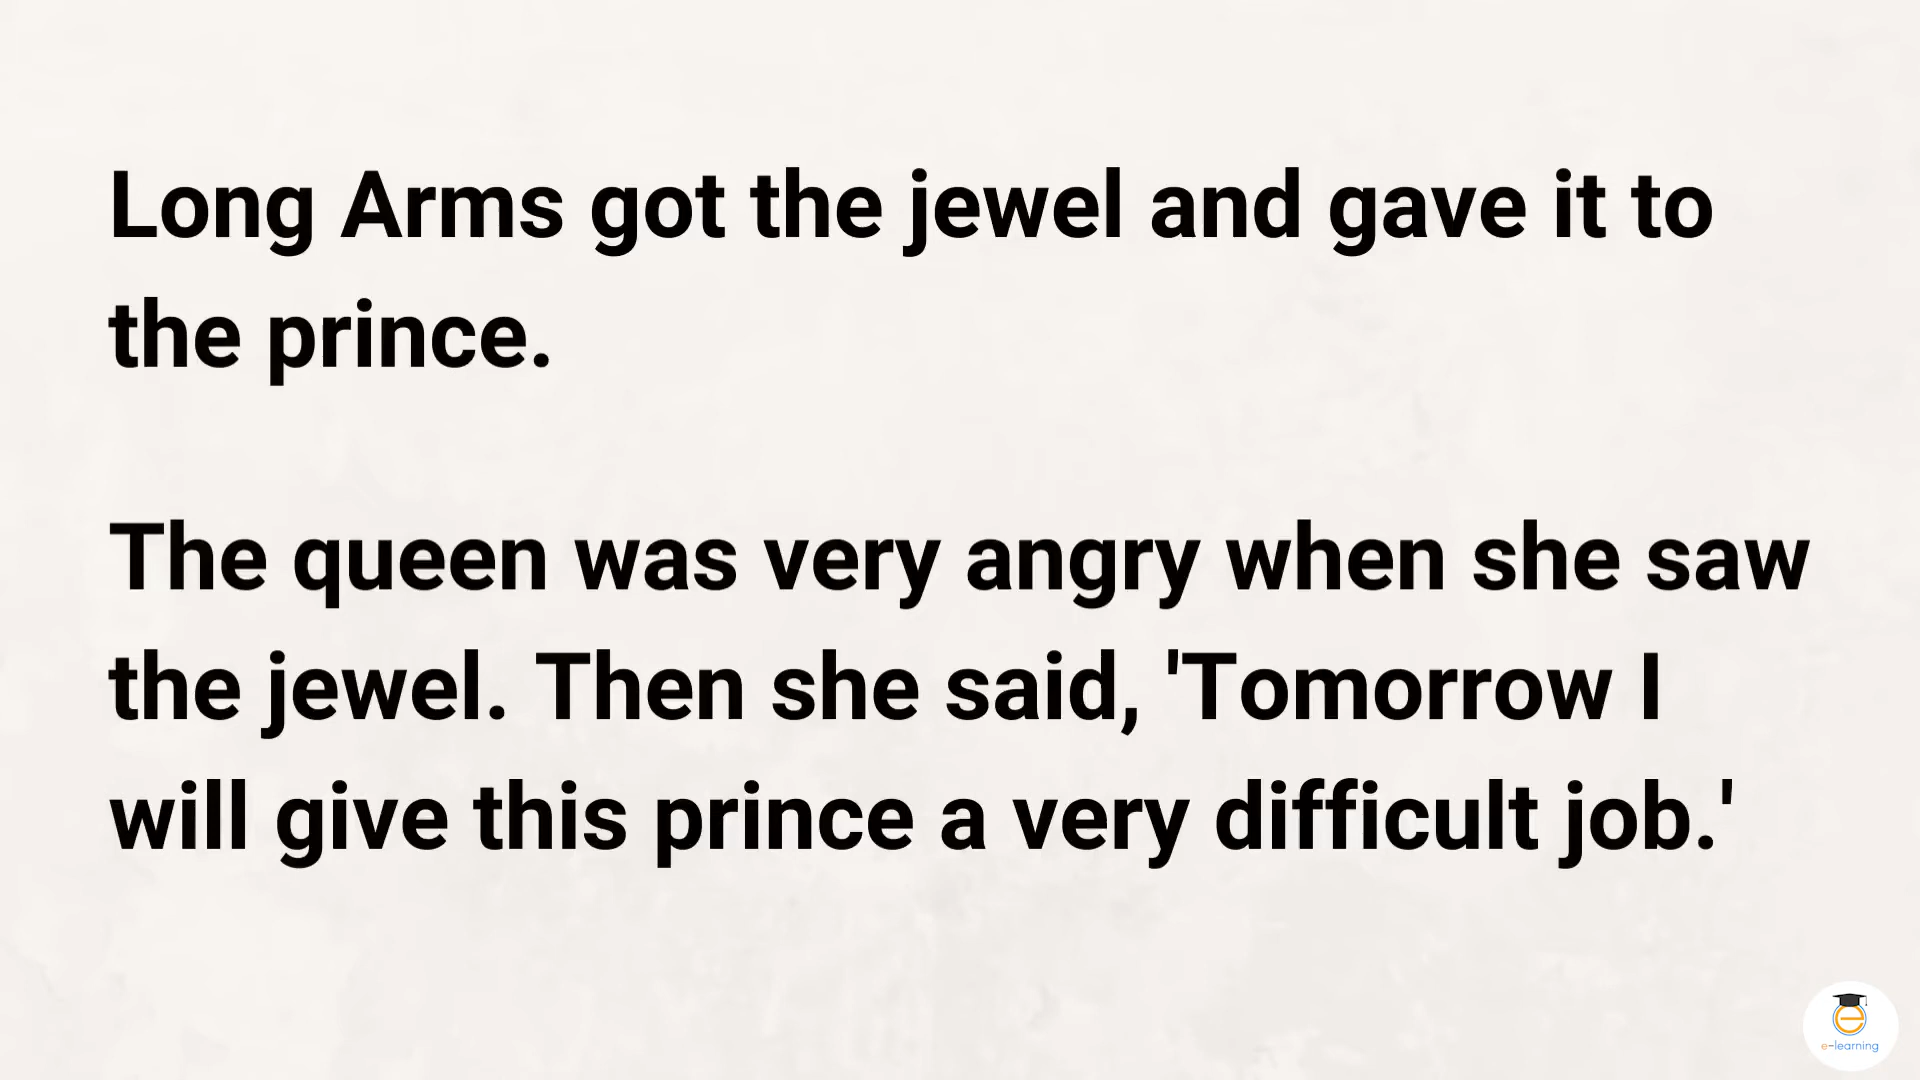 Long Arms got the jewel and gave it to
the prince.
The queen was very angry when she saw
the jewel. Then she said, 'Tomorrow I
will give this prince a very difficult job.'
e
e-learning